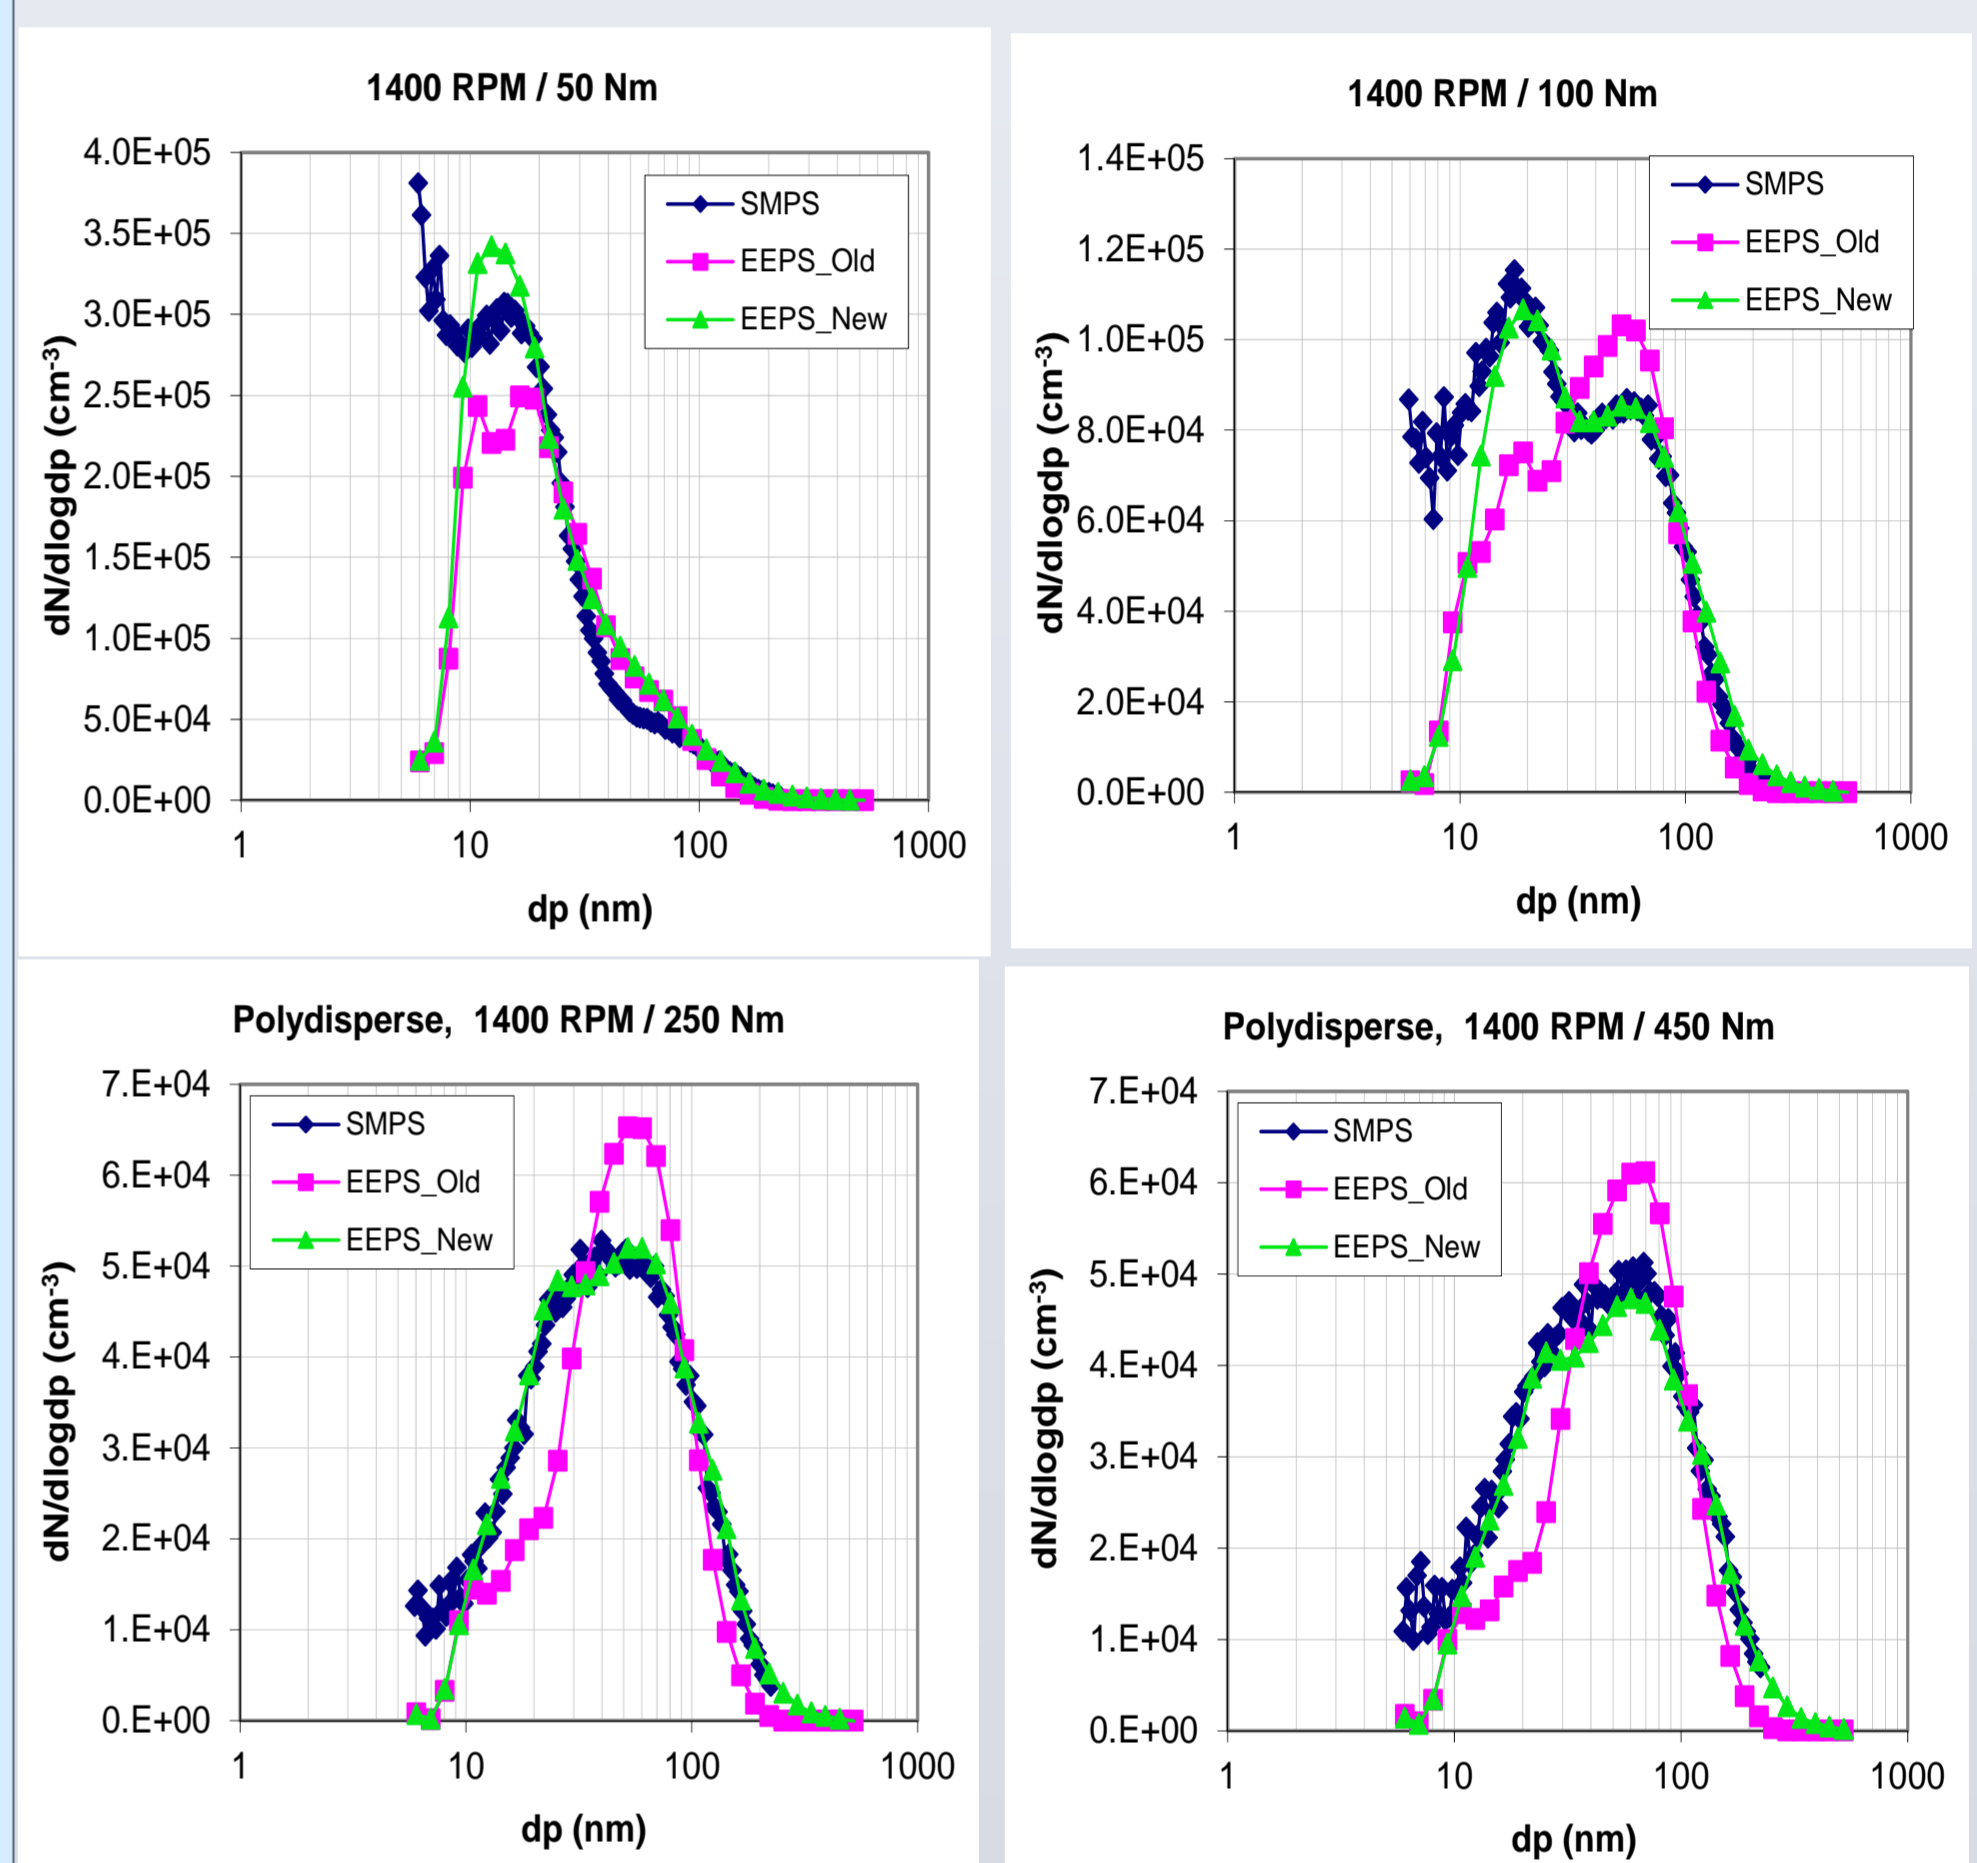 1400 RPM / 50 Nm
4.0E+05
3.5E+05
3.0E+05
2.5E+05
2.0E+05
1.5E+05
1.0E+05
5.0E+04
0.0E+00
dN/dlogdp (cm⁻³)
SMPS
EEPS_Old
EEPS_New
1 10 100 1000
dp (nm)
1400 RPM / 100 Nm
1.4E+05
1.2E+05
1.0E+05
8.0E+04
6.0E+04
4.0E+04
2.0E+04
0.0E+00
dN/dlogdp (cm⁻³)
SMPS
EEPS_Old
EEPS_New
1 10 100 1000
dp (nm)
Polydisperse, 1400 RPM / 250 Nm
7.E+04
6.E+04
5.E+04
4.E+04
3.E+04
2.E+04
1.E+04
0.E+00
dN/dlogdp (cm⁻³)
SMPS
EEPS_Old
EEPS_New
1 10 100 1000
dp (nm)
Polydisperse, 1400 RPM / 450 Nm
7.E+04
6.E+04
5.E+04
4.E+04
3.E+04
2.E+04
1.E+04
0.E+00
dN/dlogdp (cm⁻³)
SMPS
EEPS_Old
EEPS_New
1 10 100 1000
dp (nm)